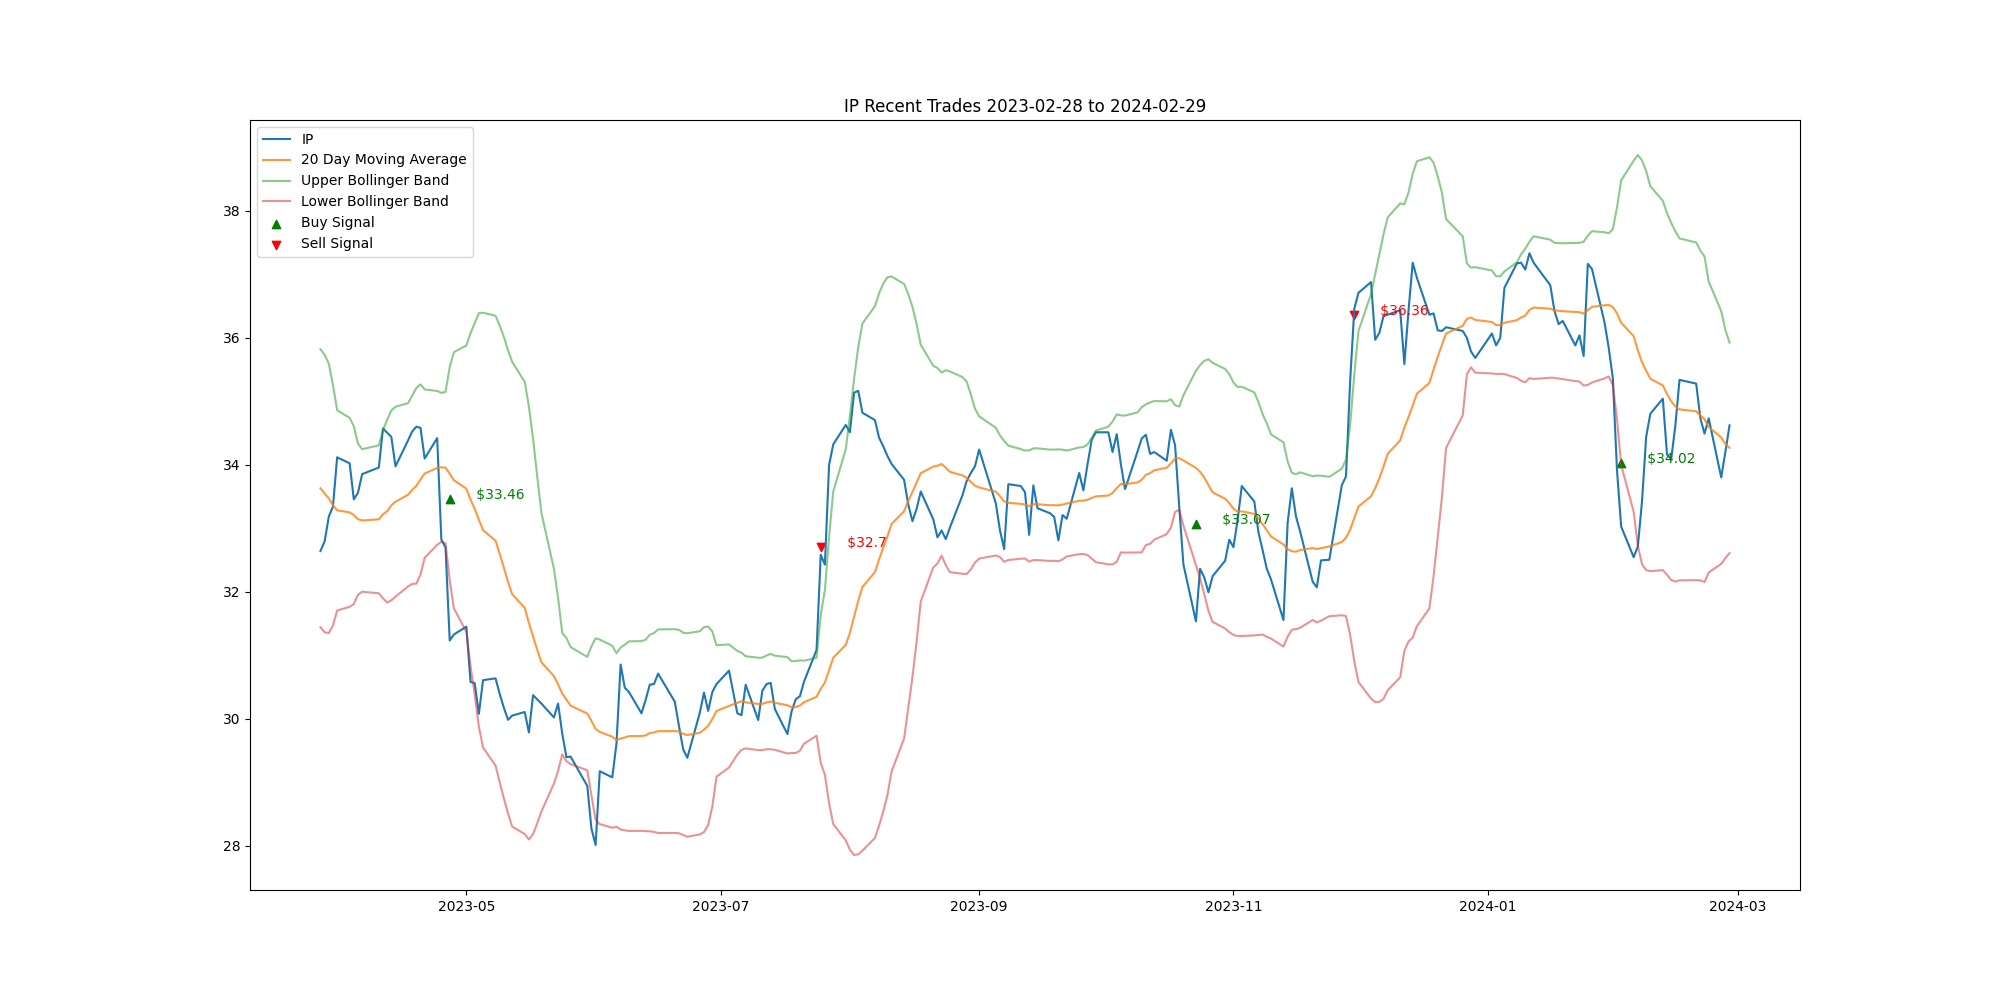 IP Recent Trades 2023-02-28 to 2024-02-29
IP
20 Day Moving Average
Upper Bollinger Band
Lower Bollinger Band
Buy Signal
Sell Signal
38
36
34
32
30
28
$33.46
$32.7
$33.07
$36.36
$34.02
2023-05
2023-07
2023-09
2023-11
2024-01
2024-03